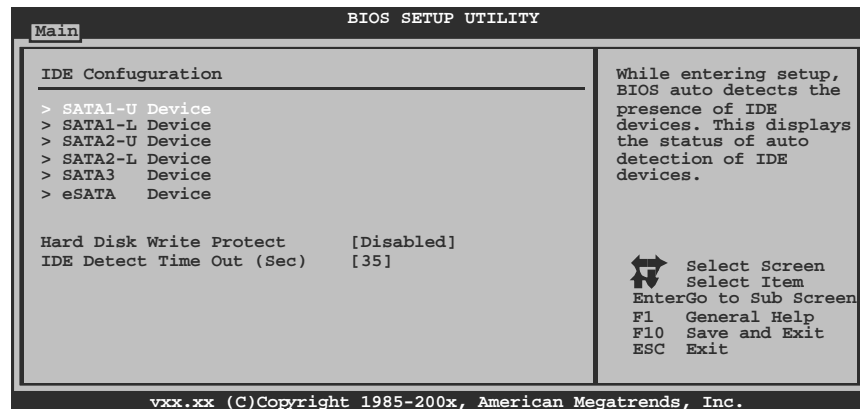 BIOS SETUP UTILITY
Main
IDE Confuguration
> SATA1-U Device
> SATA1-L Device
> SATA2-U Device
> SATA2-L Device
> SATA3 Device
> eSATA Device
Hard Disk Write Protect [Disabled]
IDE Detect Time Out (Sec) [35]
While entering setup,
BIOS auto detects the
presence of IDE
devices. This displays
the status of auto
detection of IDE
devices.
Select Screen
Select Item
EnterGo to Sub Screen
F1 General Help
F10 Save and Exit
ESC Exit
vxx.xx (C)Copyright 1985-200x, American Megatrends, Inc.